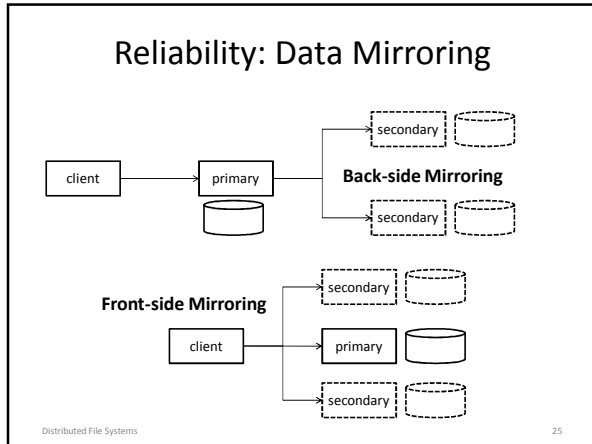 Reliability: Data Mirroring
secondary
client
primary
Back-side Mirroring
secondary
secondary
Front-side Mirroring
client
primary
secondary
Distributed File Systems
25